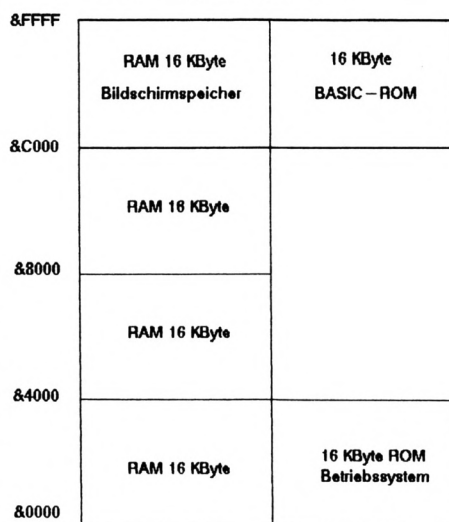 &FFFF
RAM 16 KByte
Bildschirmspeicher
16 KByte
BASIC-ROM
&C000
RAM 16 KByte
&8000
RAM 16 KByte
&4000
RAM 16 KByte
16 KByte ROM
Betriebssystem
&0000